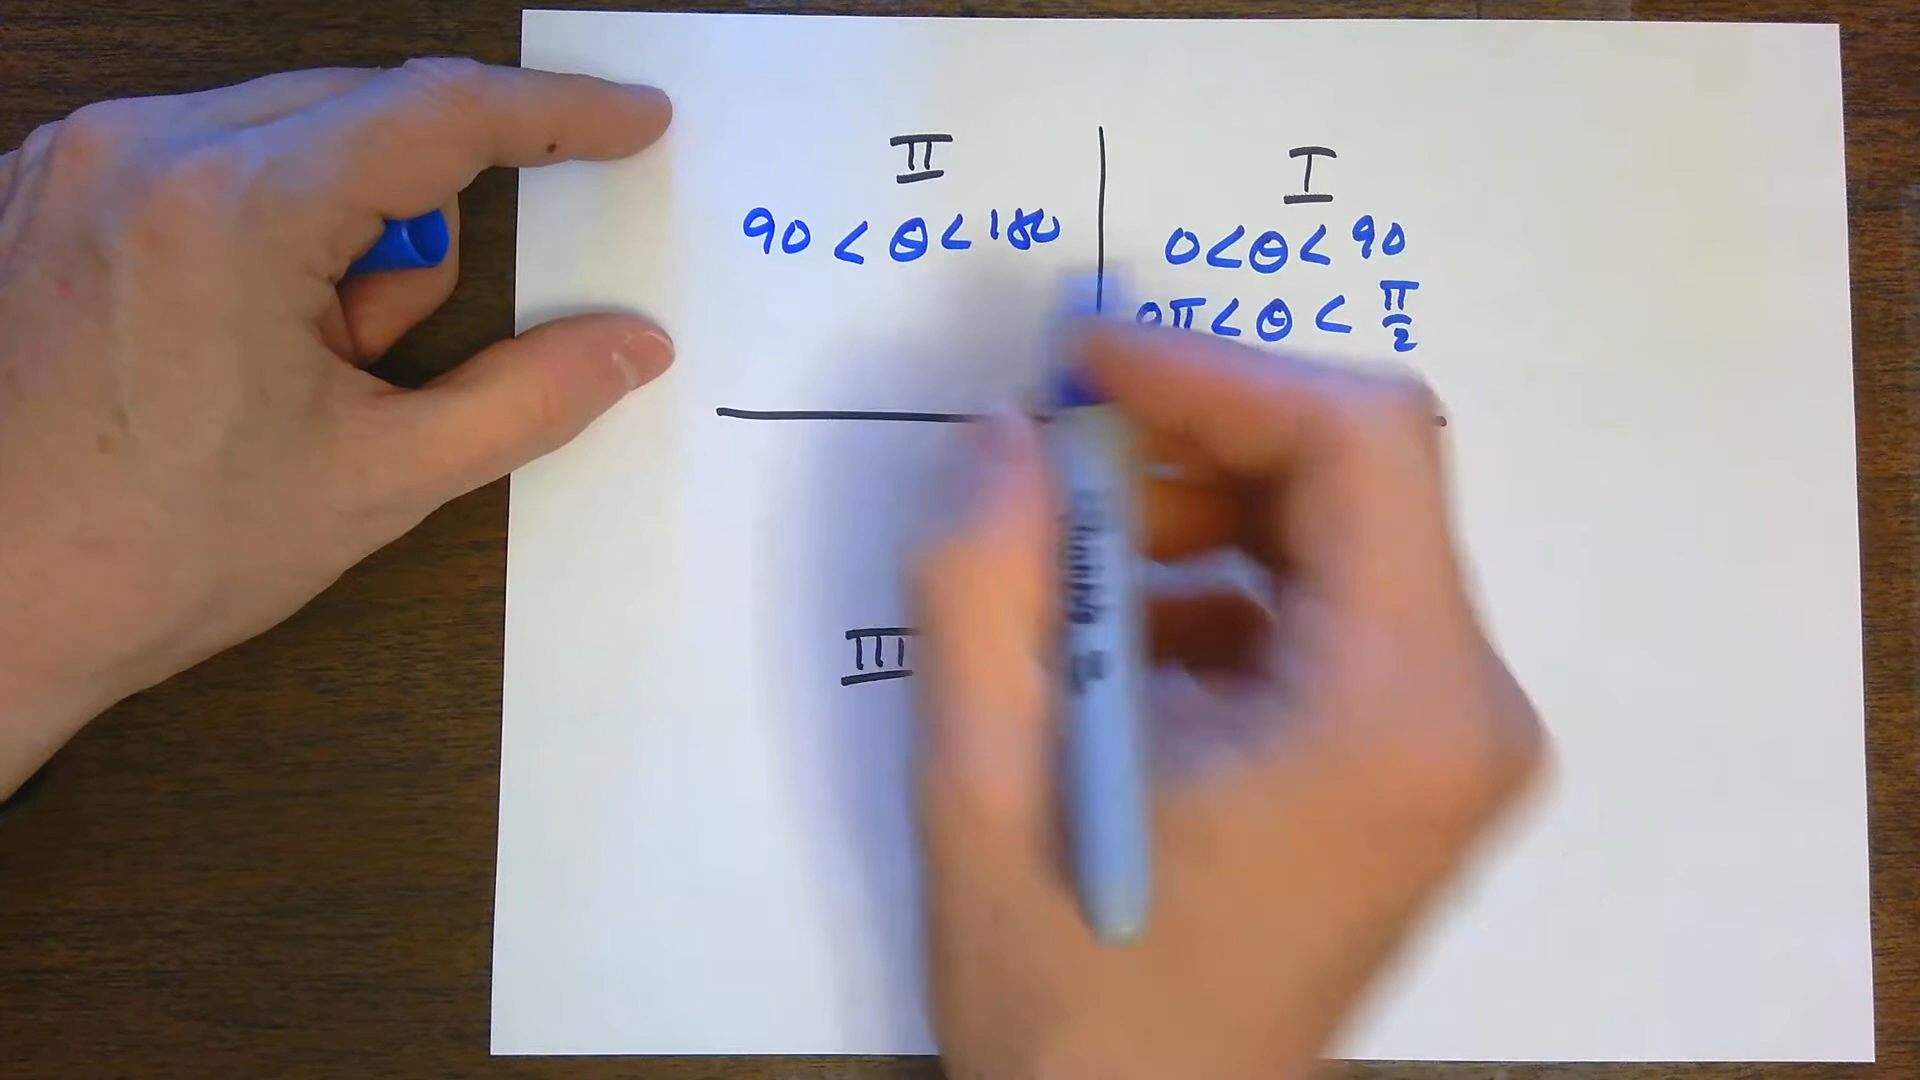 II
90 < θ < 180
I
0 < θ < 90
0π < θ < π/2
III